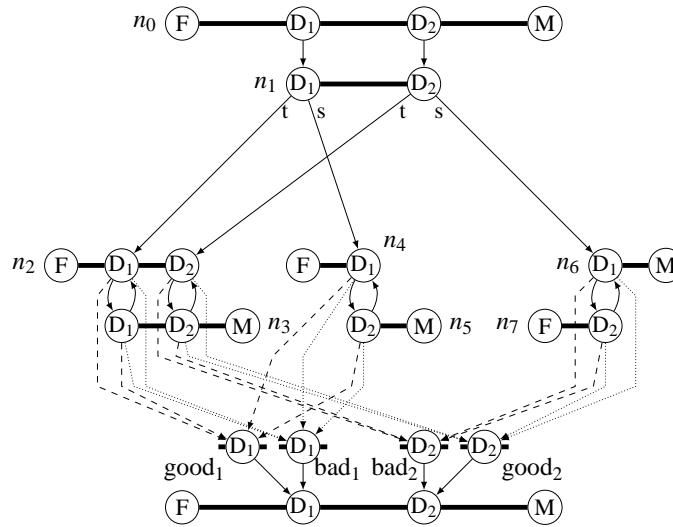 n0 F D1 D2 M
n1 D1 D2
t s t s
n4
n2 F D1 D2 F D1 n6 D1 M
D1 D2 M n3 D2 M n5 n7 F D2
D1 D1 D2 D2
good1 bad1 bad2 good2
F D1 D2 M